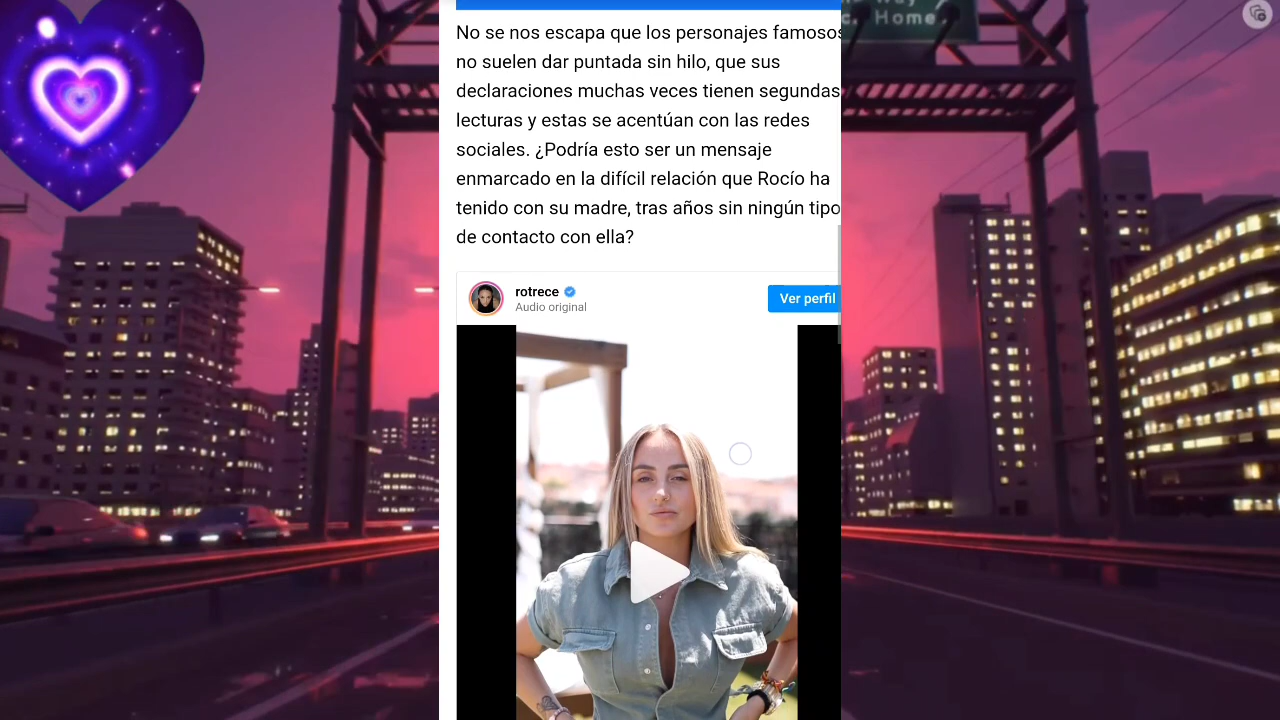 No se nos escapa que los personajes famosos
no suelen dar puntada sin hilo, que sus
declaraciones muchas veces tienen segundas
lecturas y estas se acentúan con las redes
sociales. ¿Podría esto ser un mensaje
enmarcado en la difícil relación que Rocío ha
tenido con su madre, tras años sin ningún tipo
de contacto con ella?
rotrece
Audio original
Ver perfil
Home